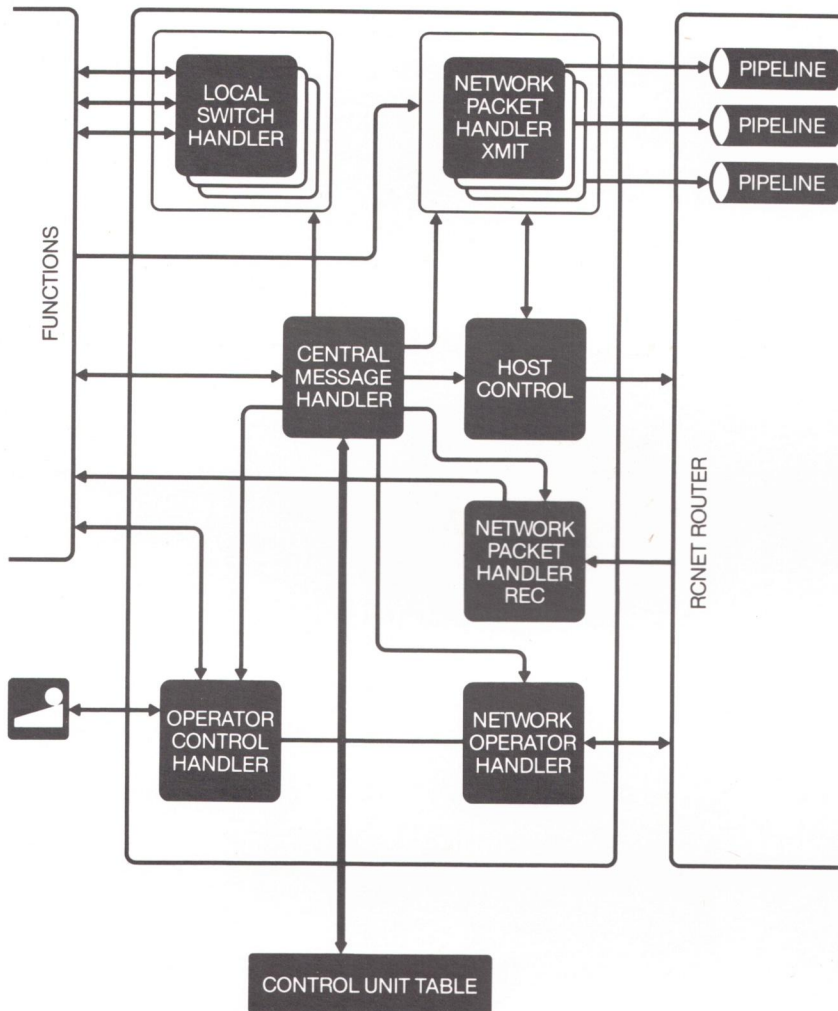 LOCAL
SWITCH
HANDLER
NETWORK
PACKET
HANDLER
XMIT
PIPELINE
PIPELINE
PIPELINE
FUNCTIONS
CENTRAL
MESSAGE
HANDLER
HOST
CONTROL
NETWORK
PACKET
HANDLER
REC
RCNET ROUTER
OPERATOR
CONTROL
HANDLER
NETWORK
OPERATOR
HANDLER
CONTROL UNIT TABLE